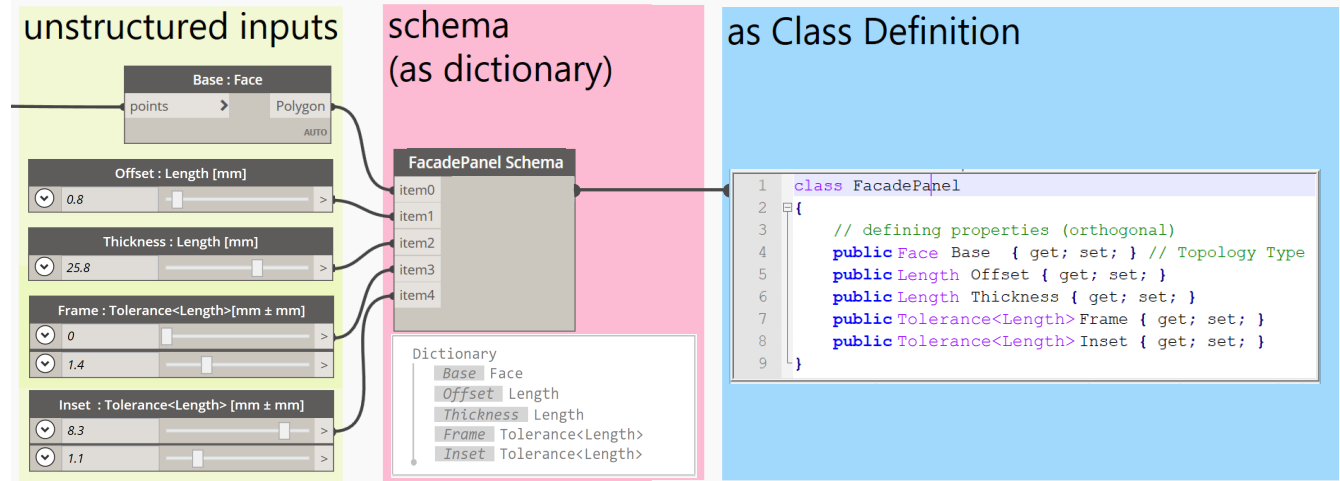 unstructured inputs
Base : Face
points > Polygon
AUTO
Offset : Length [mm]
0.8 >
Thickness : Length [mm]
25.8 >
Frame : Tolerance<Length>[mm ± mm]
0 >
1.4 >
Inset : Tolerance<Length> [mm ± mm]
8.3 >
1.1 >
schema
(as dictionary)
FacadePanel Schema
item0
item1
item2
item3
item4
Dictionary
Base Face
Offset Length
Thickness Length
Frame Tolerance<Length>
Inset Tolerance<Length>
as Class Definition
1 class FacadePanel
2 {
3 // defining properties (orthogonal)
4 public Face Base { get; set; } // Topology Type
5 public Length Offset { get; set; }
6 public Length Thickness { get; set; }
7 public Tolerance<Length> Frame { get; set; }
8 public Tolerance<Length> Inset { get; set; }
9 }